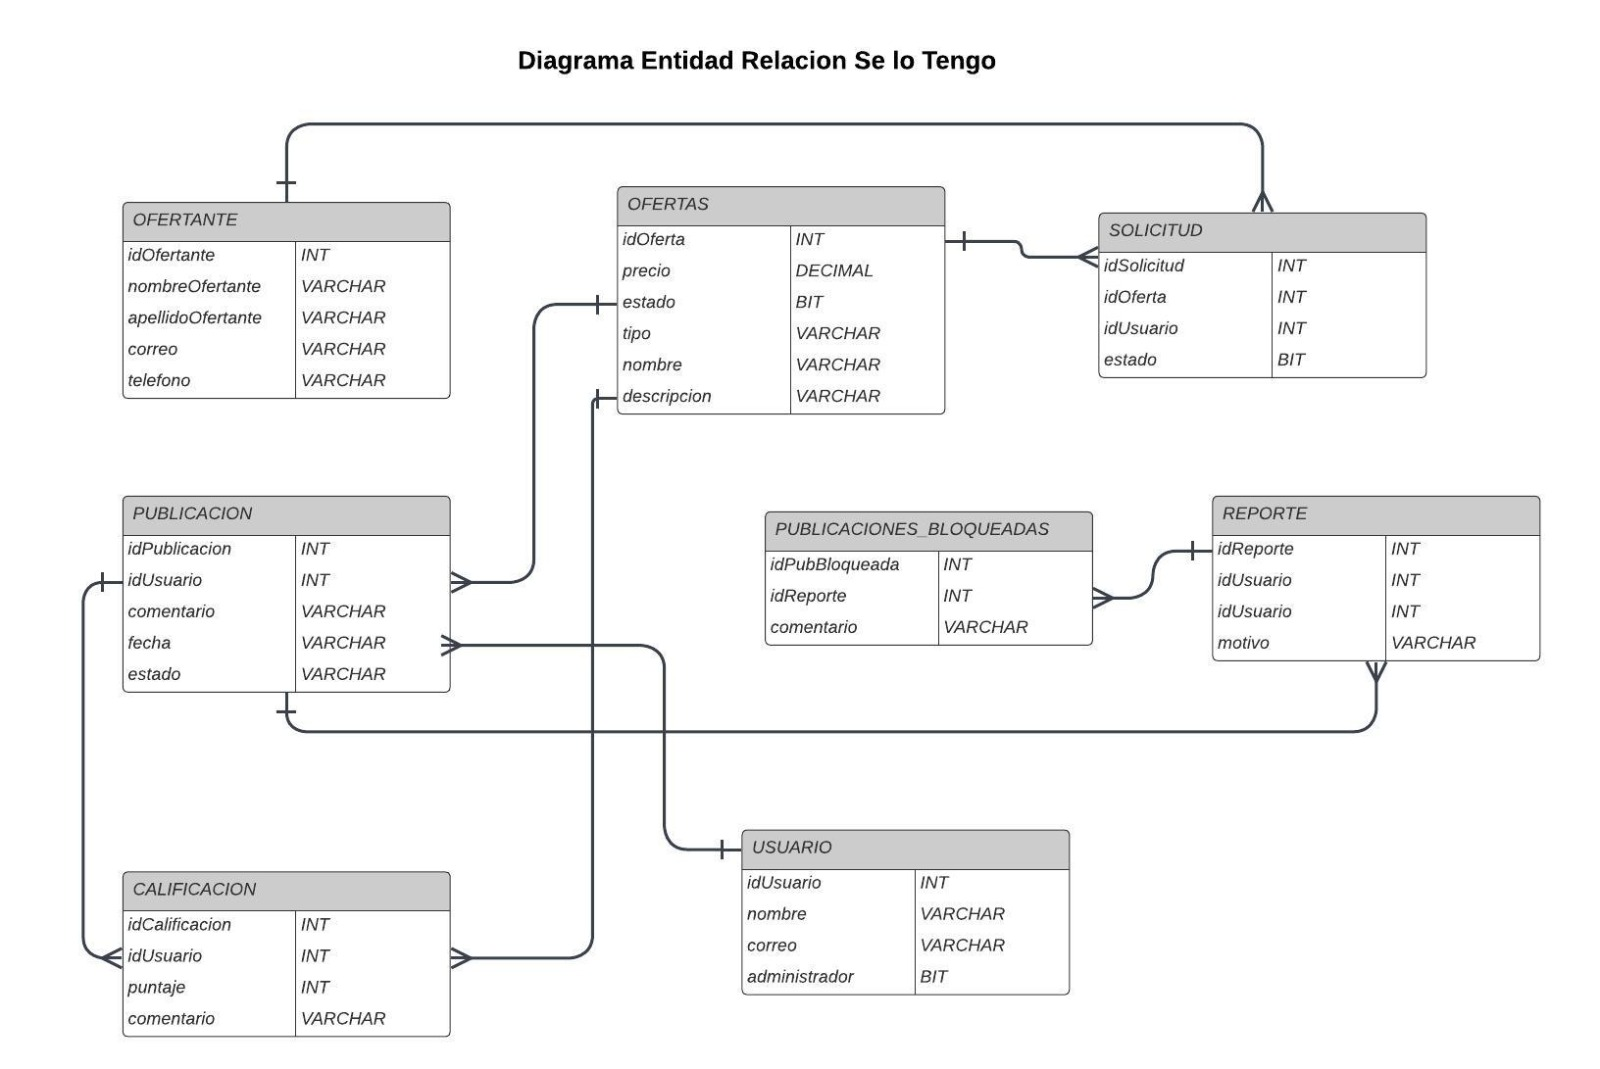 Diagrama Entidad Relacion Se lo Tengo
OFERTANTE
idOfertante INT
nombreOfertante VARCHAR
apellidoOfertante VARCHAR
correo VARCHAR
telefono VARCHAR
OFERTAS
idOferta INT
precio DECIMAL
estado BIT
tipo VARCHAR
nombre VARCHAR
descripcion VARCHAR
SOLICITUD
idSolicitud INT
idOferta INT
idUsuario INT
estado BIT
PUBLICACION
idPublicacion INT
idUsuario INT
comentario VARCHAR
fecha VARCHAR
estado VARCHAR
PUBLICACIONES_BLOQUEADAS
idPubBloqueada INT
idReporte INT
comentario VARCHAR
REPORTE
idReporte INT
idUsuario INT
idUsuario INT
motivo VARCHAR
CALIFICACION
idCalificacion INT
idUsuario INT
puntaje INT
comentario VARCHAR
USUARIO
idUsuario INT
nombre VARCHAR
correo VARCHAR
administrador BIT